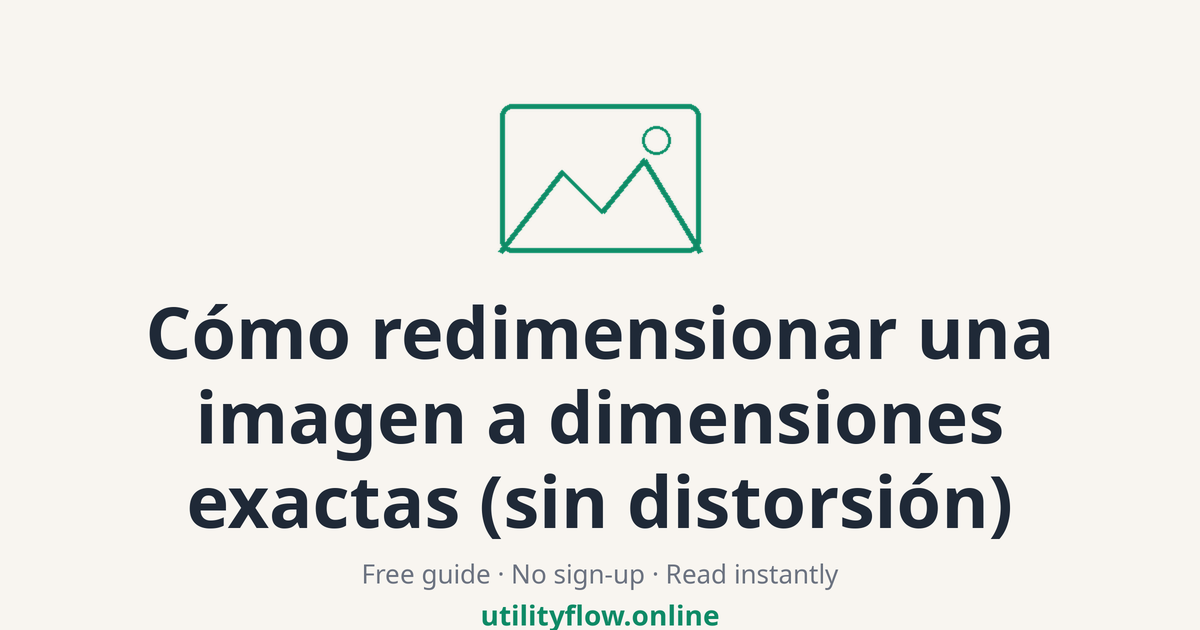 Cómo redimensionar una
imagen a dimensiones
exactas (sin distorsión)
Free guide · No sign-up · Read instantly
utilityflow.online